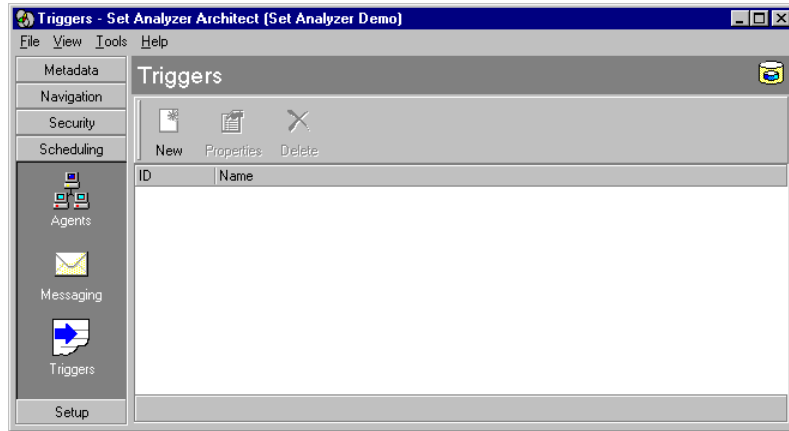 Triggers - Set Analyzer Architect (Set Analyzer Demo)
File View Tools Help
Metadata
Navigation
Security
Scheduling
Agents
Messaging
Triggers
Setup
Triggers
New Properties Delete
ID Name